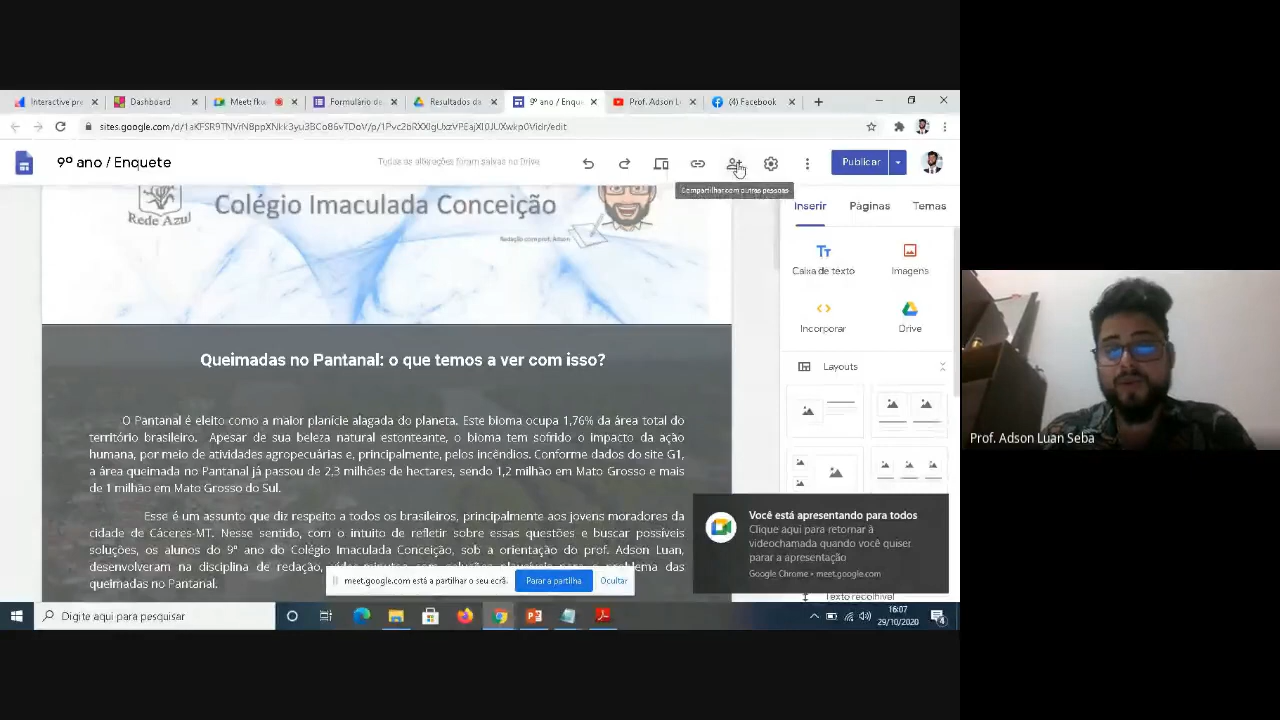 Interactive pre
Dashboard
Meet: fku
Formulário de
Resultados da
9º ano / Enque
Prof. Adson Lu
(4) Facebook
9º ano / Enquete
Todas as alterações foram salvas no Drive
Publicar
Compartilhar com outras pessoas
Rede Azul
Colégio Imaculada Conceição
Redação com prof. Adson
Inserir
Páginas
Temas
Caixa de texto
Imagens
Incorporar
Drive
Layouts
Queimadas no Pantanal: o que temos a ver com isso?
O Pantanal é eleito como a maior planície alagada do planeta. Este bioma ocupa 1,76% da área total do
território brasileiro. Apesar de sua beleza natural estonteante, o bioma tem sofrido o impacto da ação
humana, por meio de atividades agropecuárias e, principalmente, pelos incêndios. Conforme dados do site G1,
a área queimada no Pantanal já passou de 2,3 milhões de hectares, sendo 1,2 milhão em Mato Grosso e mais
de 1 milhão em Mato Grosso do Sul.
Esse é um assunto que diz respeito a todos os brasileiros, principalmente aos jovens moradores da
cidade de Cáceres-MT. Nesse sentido, com o intuito de refletir sobre essas questões e buscar possíveis
soluções, os alunos do 9º ano do Colégio Imaculada Conceição, sob a orientação do prof. Adson Luan,
desenvolveram na disciplina de redação, das
queimadas no Pantanal.
Você está apresentando para todos
Clique aqui para retornar à
videochamada quando você quiser
parar a apresentação
Google Chrome • meet.google.com
meet.google.com está a partilhar o seu ecrã.
Parar a partilha
Ocultar
Texto recolhível
Digite aqui para pesquisar
16:07
29/10/2020
4
Prof. Adson Luan Seba